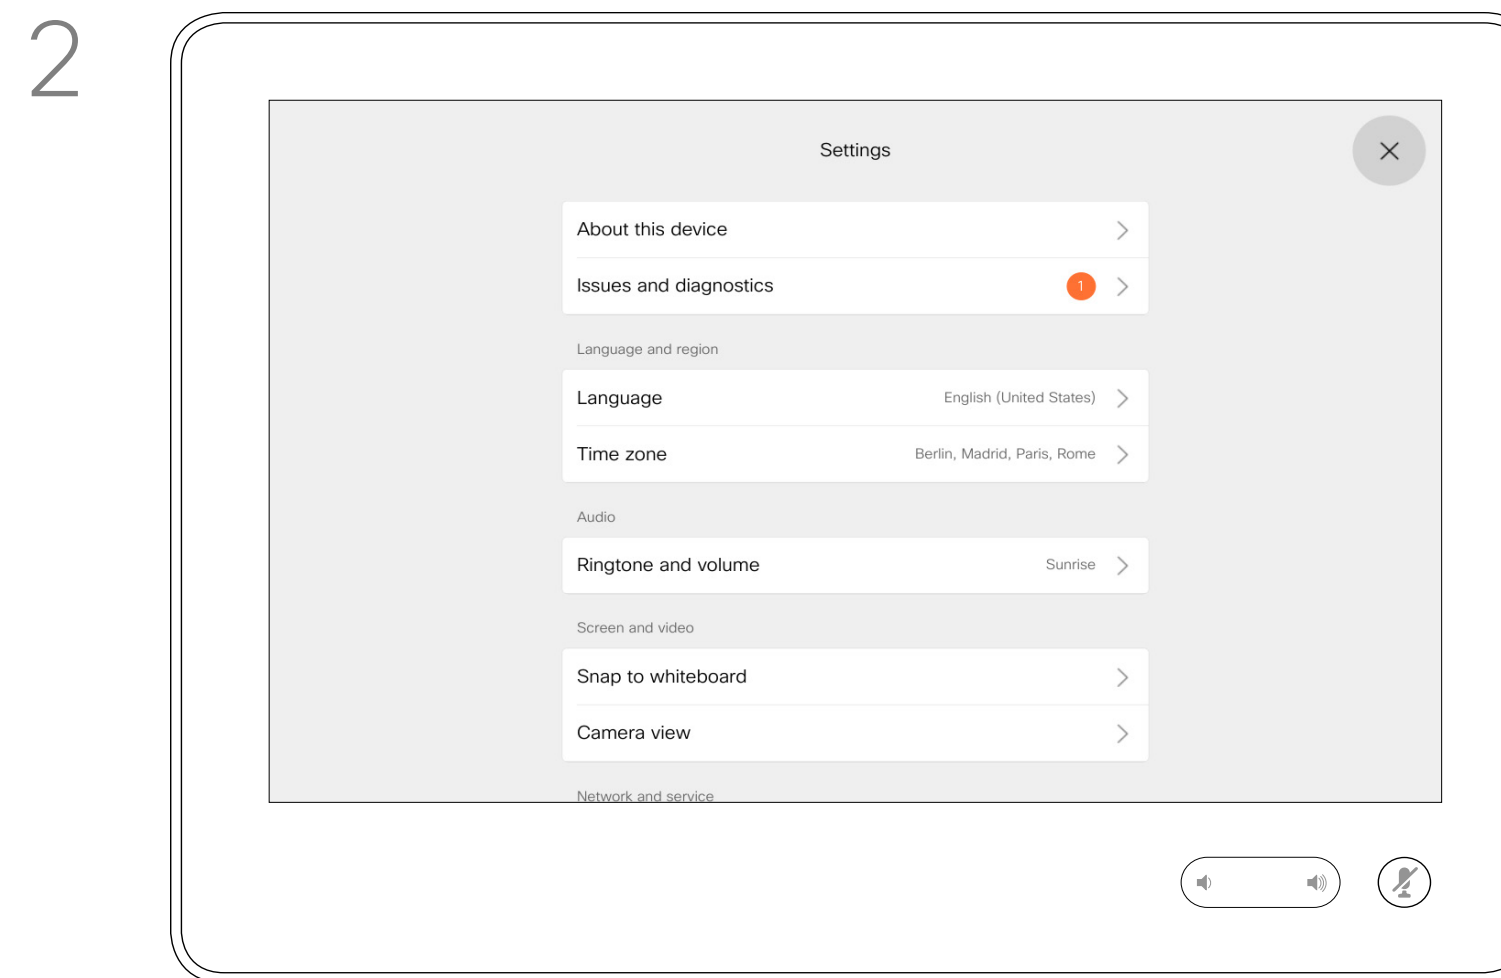 2
Settings
About this device
Issues and diagnostics 1
Language and region
Language English (United States)
Time zone Berlin, Madrid, Paris, Rome
Audio
Ringtone and volume Sunrise
Screen and video
Snap to whiteboard
Camera view
Network and service